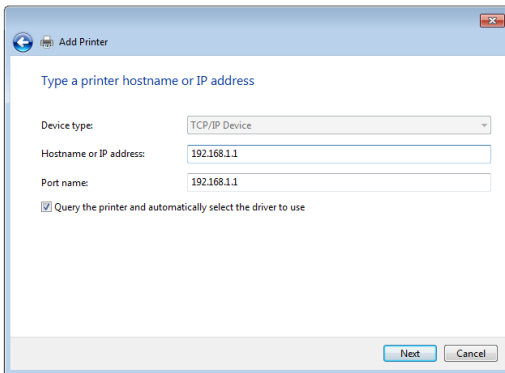 Add Printer
Type a printer hostname or IP address
Device type: TCP/IP Device
Hostname or IP address: 192.168.1.1
Port name: 192.168.1.1
Query the printer and automatically select the driver to use
Next Cancel